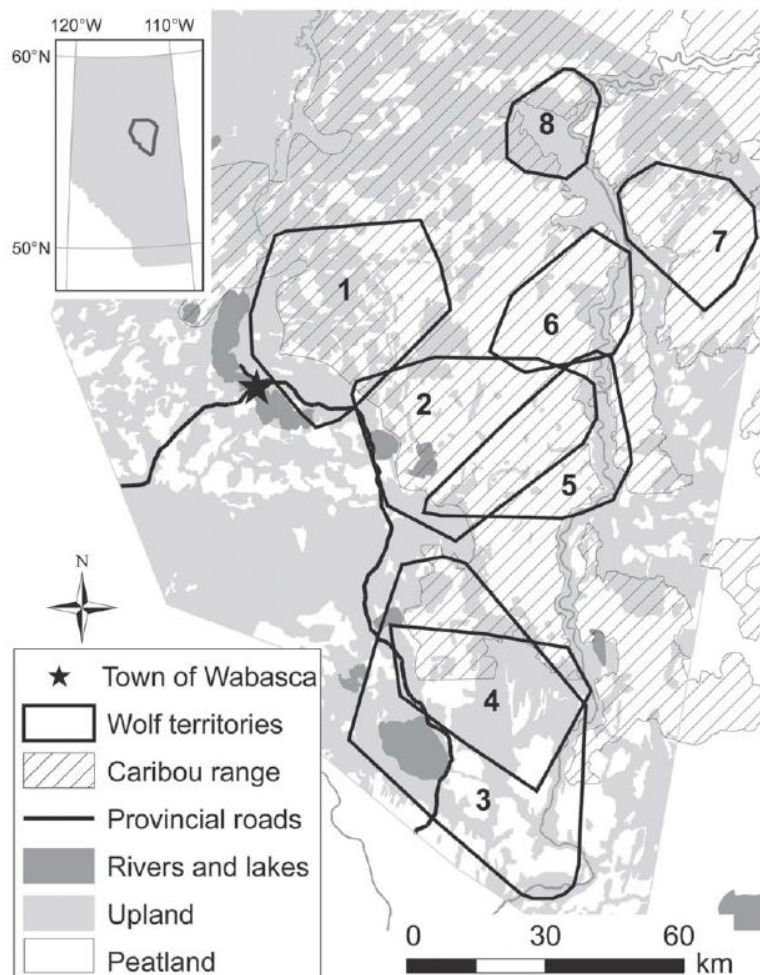 120°W 110°W
60°N
50°N
8
7
1
6
2
5
4
3
N
Town of Wabasca
Wolf territories
Caribou range
Provincial roads
Rivers and lakes
Upland
Peatland
0 30 60
km